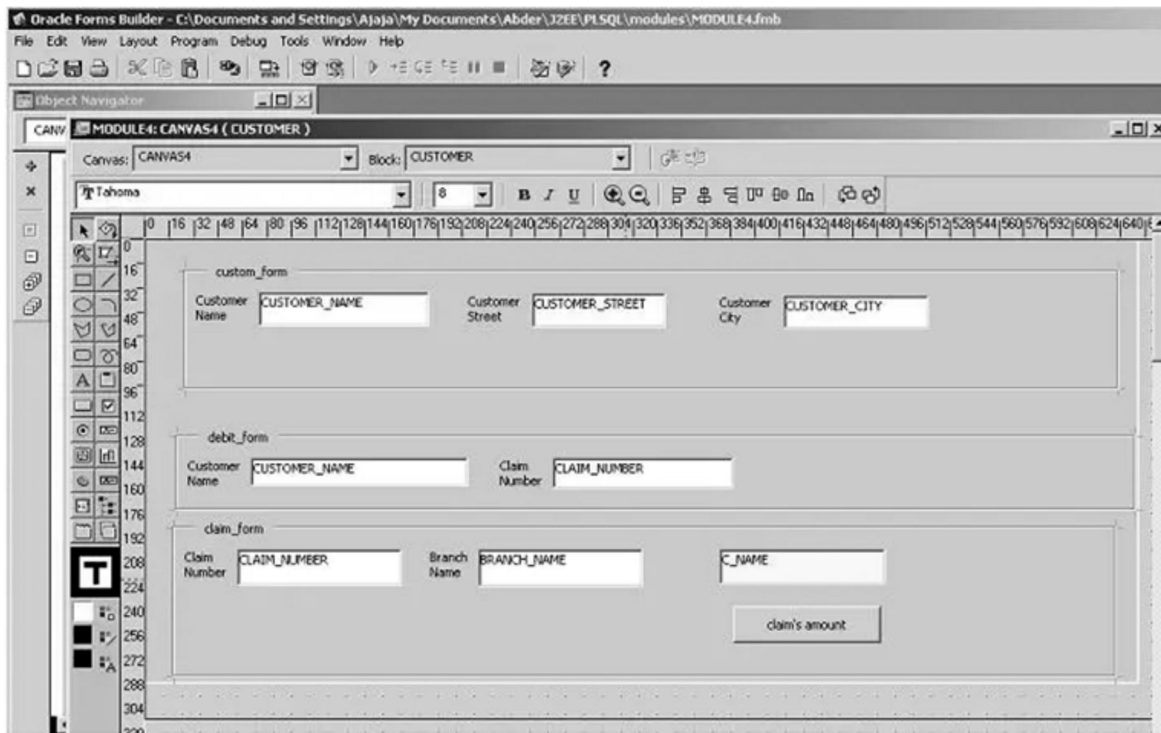 Oracle Forms Builder - C:\Documents and Settings\Ajaja\My Documents\Abder\J2EE\PLSQL\modules\MODULE4.fmb
File Edit View Layout Program Debug Tools Window Help
Object Navigator
CANV
MODULE4: CANVAS4 ( CUSTOMER )
Canvas: CANVAS4 Block: CUSTOMER
Tahoma 8 B I U
0 16 32 48 64 80 96 112 128 144 160 176 192 208 224 240 256 272 288 304 320 336 352 368 384 400 416 432 448 464 480 496 512 528 544 560 576 592 608 624 640
0
16
32
48
64
80
96
112
128
144
160
176
192
208
224
240
256
272
288
304
custom_form
Customer Name CUSTOMER_NAME Customer Street CUSTOMER_STREET Customer City CUSTOMER_CITY
debit_form
Customer Name CUSTOMER_NAME Claim Number CLAIM_NUMBER
claim_form
Claim Number CLAIM_NUMBER Branch Name BRANCH_NAME C_NAME
claim's amount